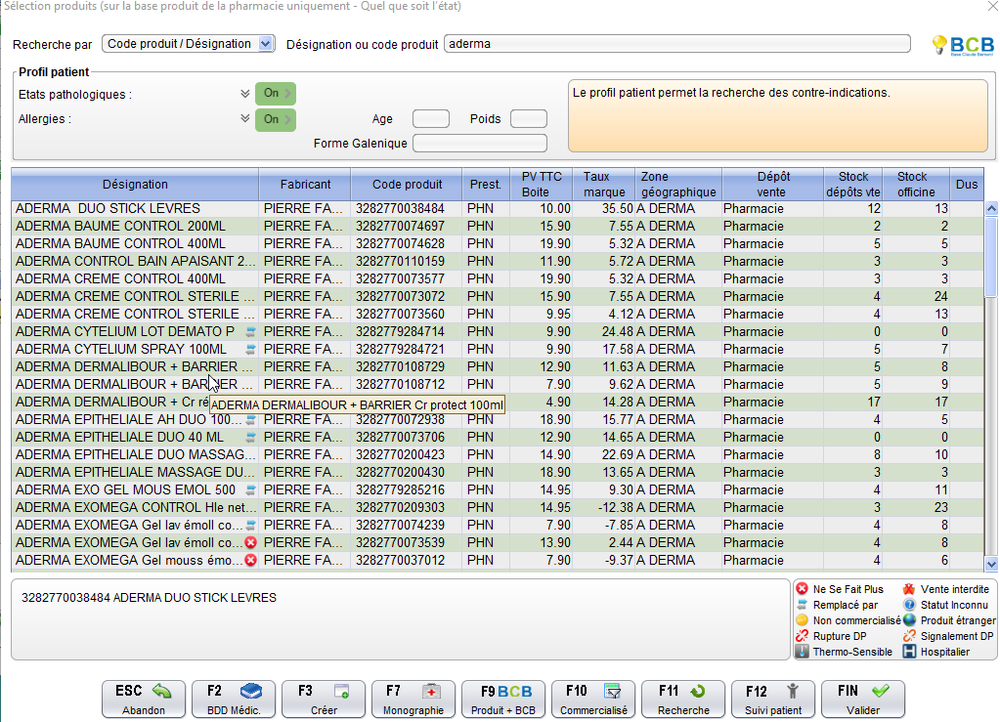 Sélection produits (sur la base produit de la pharmacie uniquement - Quel que soit l'état)
Recherche par Code produit / Désignation Désignation ou code produit aderma
BCB
Base Claude Bernard
Profil patient
Etats pathologiques : On
Allergies : On Age Poids
Forme Galenique
Le profil patient permet la recherche des contre-indications.
Désignation Fabricant Code produit Prest. PV TTC Boite Taux marque Zone géographique Dépôt vente Stock dépôts vte Stock officine Dus
ADERMA DUO STICK LEVRES PIERRE FA... 3282770038484 PHN 10.00 35.50 A DERMA Pharmacie 12 13
ADERMA BAUME CONTROL 200ML PIERRE FA... 3282770074697 PHN 15.90 7.55 A DERMA Pharmacie 2 2
ADERMA BAUME CONTROL 400ML PIERRE FA... 3282770074628 PHN 19.90 5.32 A DERMA Pharmacie 5 5
ADERMA CONTROL BAIN APAISANT 2... PIERRE FA... 3282770110159 PHN 11.90 5.72 A DERMA Pharmacie 3 3
ADERMA CREME CONTROL 400ML PIERRE FA... 3282770073577 PHN 19.90 5.32 A DERMA Pharmacie 3 3
ADERMA CREME CONTROL STERILE ... PIERRE FA... 3282770073072 PHN 15.90 7.55 A DERMA Pharmacie 4 24
ADERMA CREME CONTROL STERILE ... PIERRE FA... 3282770073560 PHN 9.95 4.12 A DERMA Pharmacie 4 13
ADERMA CYTELIUM LOT DEMATO P PIERRE FA... 3282779284714 PHN 9.90 24.48 A DERMA Pharmacie 0 0
ADERMA CYTELIUM SPRAY 100ML PIERRE FA... 3282779284721 PHN 9.90 17.58 A DERMA Pharmacie 5 7
ADERMA DERMALIBOUR + BARRIER ... PIERRE FA... 3282770108729 PHN 12.90 11.63 A DERMA Pharmacie 5 8
ADERMA DERMALIBOUR + BARRIER ... PIERRE FA... 3282770108712 PHN 7.90 9.62 A DERMA Pharmacie 5 9
ADERMA DERMALIBOUR + Cr ré ADERMA DERMALIBOUR + BARRIER Cr protect 100ml 4.90 14.28 A DERMA Pharmacie 17 17
ADERMA EPITHELIALE AH DUO 100... PIERRE FA... 3282770072938 PHN 18.90 15.77 A DERMA Pharmacie 4 5
ADERMA EPITHELIALE DUO 40 ML PIERRE FA... 3282770073706 PHN 12.90 14.65 A DERMA Pharmacie 0 0
ADERMA EPITHELIALE DUO MASSAG... PIERRE FA... 3282770200423 PHN 14.90 22.69 A DERMA Pharmacie 8 10
ADERMA EPITHELIALE MASSAGE DU... PIERRE FA... 3282770200430 PHN 18.90 13.65 A DERMA Pharmacie 3 3
ADERMA EXO GEL MOUS EMOL 500 PIERRE FA... 3282779285216 PHN 14.95 9.30 A DERMA Pharmacie 4 11
ADERMA EXOMEGA CONTROL Hle net... PIERRE FA... 3282770209303 PHN 14.95 -12.38 A DERMA Pharmacie 3 23
ADERMA EXOMEGA Gel lav émoll co... PIERRE FA... 3282770074239 PHN 7.90 -7.85 A DERMA Pharmacie 4 8
ADERMA EXOMEGA Gel lav émoll co... PIERRE FA... 3282770073539 PHN 13.90 2.44 A DERMA Pharmacie 4 8
ADERMA EXOMEGA Gel mouss émo... PIERRE FA... 3282770037012 PHN 7.90 -9.37 A DERMA Pharmacie 4 6
3282770038484 ADERMA DUO STICK LEVRES
Ne Se Fait Plus Vente interdite
Remplacé par Statut Inconnu
Non commercialisé Produit étranger
Rupture DP Signalement DP
Thermo-Sensible Hospitalier
ESC F2 F3 F7 F9 BCB F10 F11 F12 FIN
Abandon BDD Médic. Créer Monographie Produit + BCB Commercialisé Recherche Suivi patient Valider